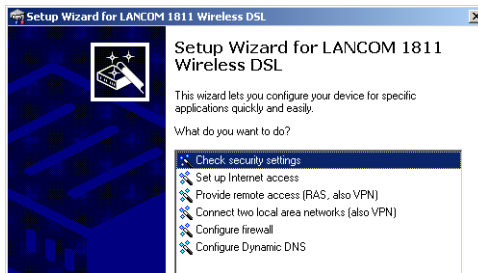 Setup Wizard for LANCOM 1811 Wireless DSL
Setup Wizard for LANCOM 1811
Wireless DSL
This wizard lets you configure your device for specific
applications quickly and easily.
What do you want to do?
Check security settings
Set up Internet access
Provide remote access (RAS, also VPN)
Connect two local area networks (also VPN)
Configure firewall
Configure Dynamic DNS